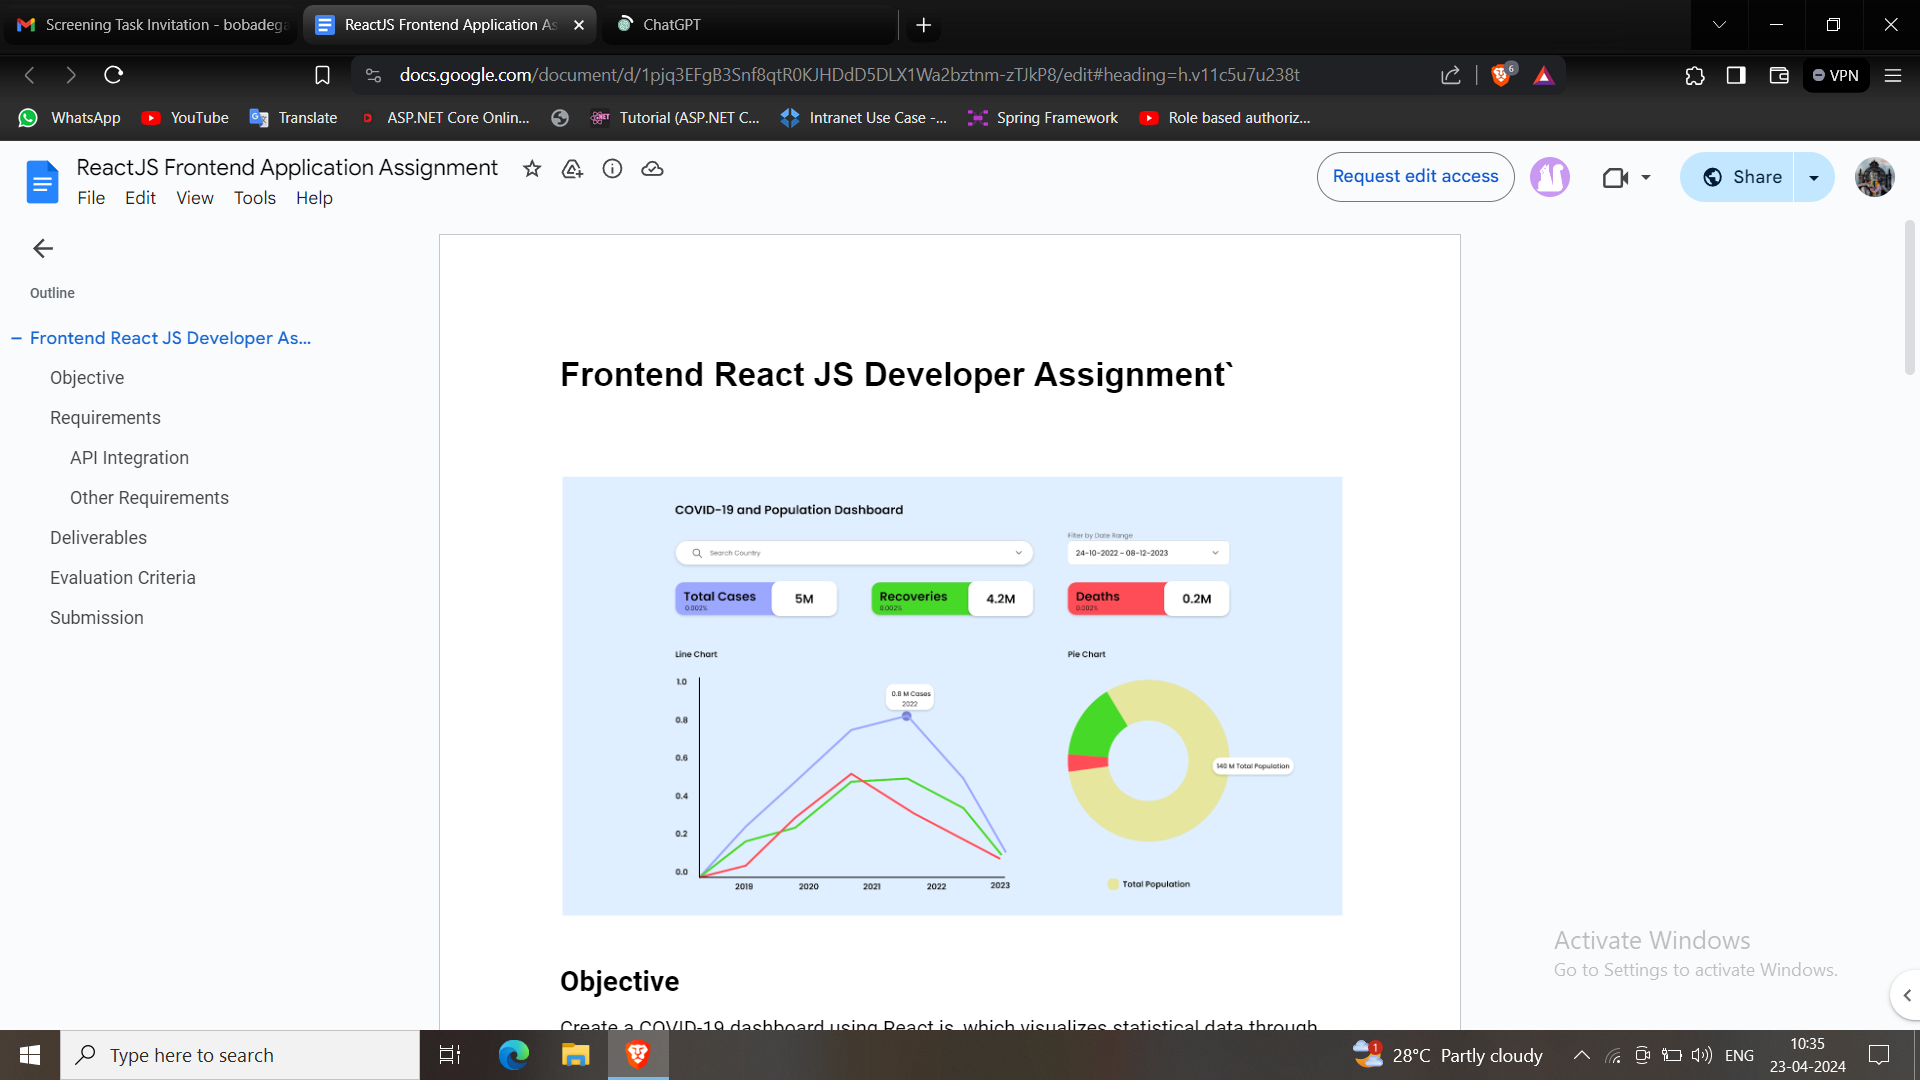 Screening Task Invitation - bobadega
ReactJS Frontend Application As
ChatGPT
docs.google.com/document/d/1pjq3EFgB3Snf8qtR0KJHDdD5DLX1Wa2bztnm-zTJkP8/edit#heading=h.v11c5u7u238t
6
VPN
WhatsApp
YouTube
Translate
ASP.NET Core Onlin...
Tutorial (ASP.NET C...
Intranet Use Case -...
Spring Framework
Role based authoriz...
ReactJS Frontend Application Assignment
File Edit View Tools Help
Request edit access
Share
Outline
Frontend React JS Developer As...
Objective
Requirements
API Integration
Other Requirements
Deliverables
Evaluation Criteria
Submission
Frontend React JS Developer Assignment`
COVID-19 and Population Dashboard
Search Country
Filter by Date Range
24-10-2022 - 08-12-2023
Total Cases
0.002%
5M
Recoveries
0.002%
4.2M
Deaths
0.002%
0.2M
Line Chart
1.0
0.8
0.6
0.4
0.2
0.0
0.8 M Cases
2022
2019 2020 2021 2022 2023
Pie Chart
140 M Total Population
Total Population
Objective
Create a COVID-19 dashboard using React.js, which visualizes statistical data through
Activate Windows
Go to Settings to activate Windows.
Type here to search
1
28°C Partly cloudy
ENG
10:35
23-04-2024